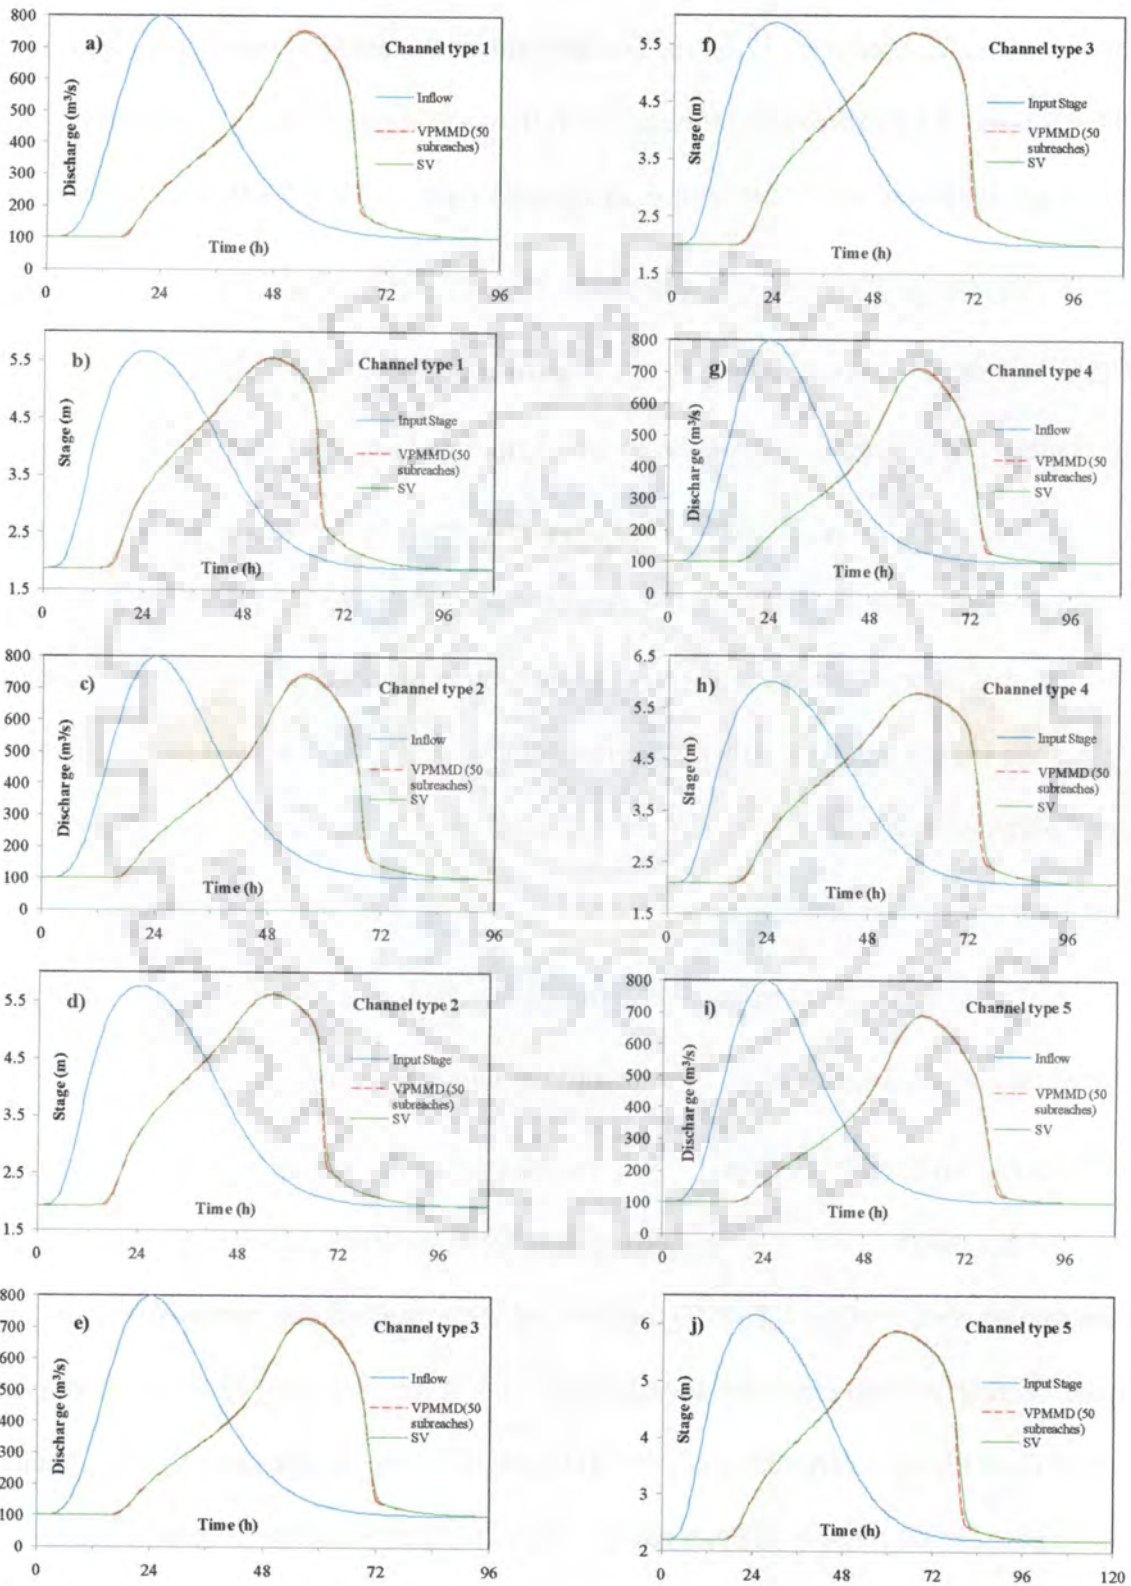 a)
Channel type 1
Discharge (m³/s)
800
700
600
500
400
300
200
100
0
Inflow
VPMMD (50
subreaches)
SV
Time (h)
0 24 48 72 96
b)
Channel type 1
Stage (m)
5.5
4.5
3.5
2.5
1.5
Input Stage
VPMMD (50
subreaches)
SV
Time (h)
0 24 48 72 96
c)
Channel type 2
Discharge (m³/s)
800
700
600
500
400
300
200
100
0
Inflow
VPMMD (50
subreaches)
SV
Time (h)
0 24 48 72 96
d)
Channel type 2
Stage (m)
5.5
4.5
3.5
2.5
1.5
Input Stage
VPMMD (50
subreaches)
SV
Time (h)
0 24 48 72 96
e)
Channel type 3
Discharge (m³/s)
800
700
600
500
400
300
200
100
0
Inflow
VPMMD(50
subreaches)
SV
Time (h)
0 24 48 72 96
f)
Channel type 3
Stage (m)
5.5
4.5
3.5
2.5
1.5
Input Stage
VPMMD (50
subreaches)
SV
Time (h)
0 24 48 72 96
g)
Channel type 4
Discharge (m³/s)
800
700
600
500
400
300
200
100
0
Inflow
VPMMD (50
subreaches)
SV
Time (h)
0 24 48 72 96
h)
Channel type 4
Stage (m)
6.5
5.5
4.5
3.5
2.5
1.5
Input Stage
VPMMD (50
subreaches)
SV
Time (h)
0 24 48 72 96
i)
Channel type 5
Discharge (m³/s)
800
700
600
500
400
300
200
100
0
Inflow
VPMMD (50
subreaches)
SV
Time (h)
0 24 48 72 96
j)
Channel type 5
Stage (m)
6
5
4
3
2
Input Stage
VPMMD (50
subreaches)
SV
Time (h)
0 24 48 72 96 120